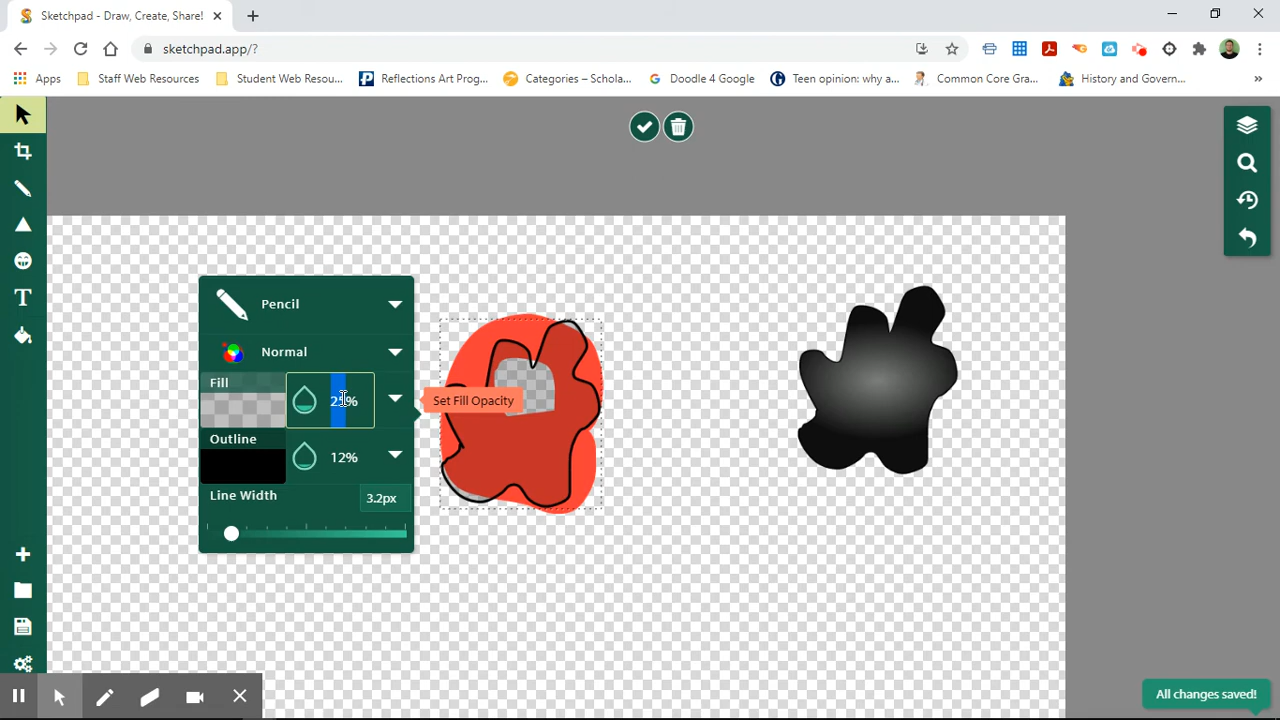 Sketchpad - Draw, Create, Share!
sketchpad.app/?
Apps
Staff Web Resources
Student Web Resou...
Reflections Art Prog...
Categories – Schola...
Doodle 4 Google
Teen opinion: why a...
Common Core Gra...
History and Govern...
Pencil
Normal
Fill
25%
Set Fill Opacity
Outline
12%
Line Width
3.2px
All changes saved!